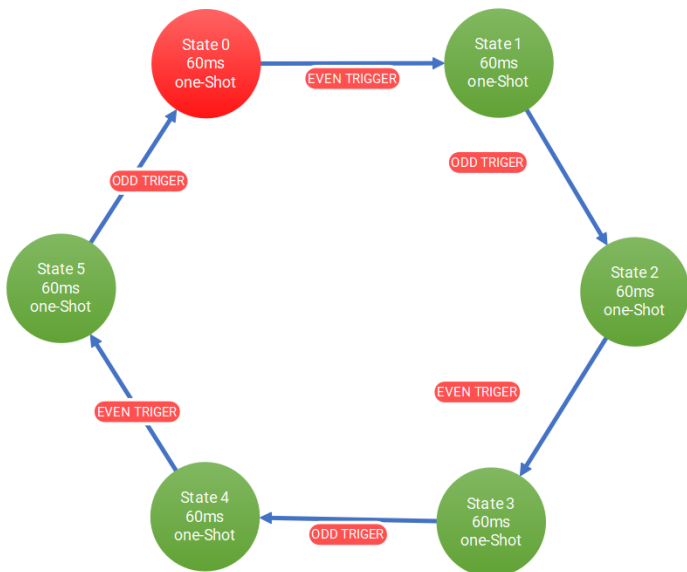 State 0
60ms
one-Shot
EVEN TRIGGER
State 1
60ms
one-Shot
ODD TRIGER
ODD TRIGER
State 5
60ms
one-Shot
State 2
60ms
one-Shot
EVEN TRIGER
EVEN TRIGER
State 4
60ms
one-Shot
ODD TRIGER
State 3
60ms
one-Shot